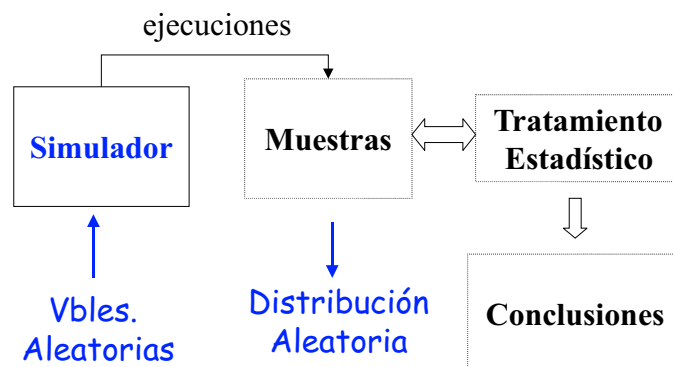 ejecuciones
Simulador
Muestras
Tratamiento
Estadístico
Vbles.
Aleatorias
Distribución
Aleatoria
Conclusiones